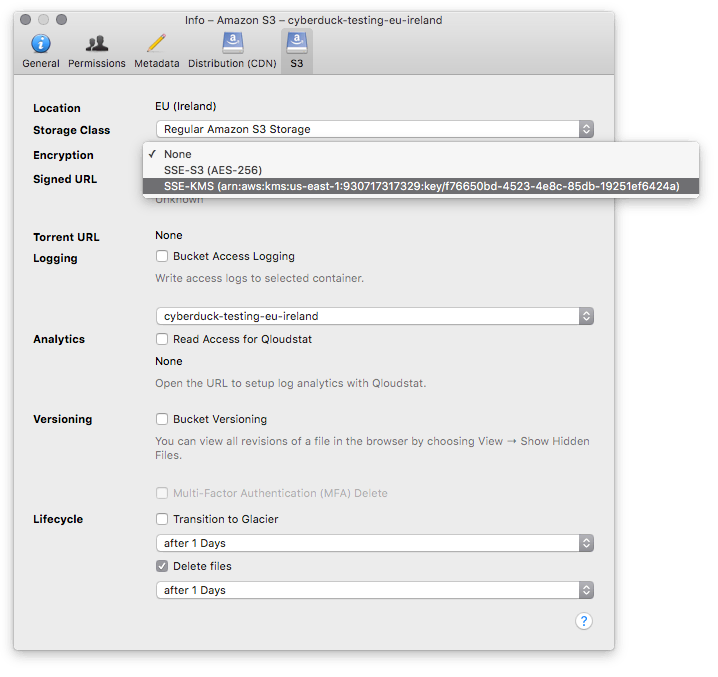 Info – Amazon S3 – cyberduck-testing-eu-ireland
General Permissions Metadata Distribution (CDN) S3
Location EU (Ireland)
Storage Class Regular Amazon S3 Storage
Encryption ✓ None
SSE-S3 (AES-256)
Signed URL SSE-KMS (arn:aws:kms:us-east-1:930717317329:key/f76650bd-4523-4e8c-85db-19251ef6424a)
Unknown
Torrent URL None
Logging Bucket Access Logging
Write access logs to selected container.
cyberduck-testing-eu-ireland
Analytics Read Access for Qloudstat
None
Open the URL to setup log analytics with Qloudstat.
Versioning Bucket Versioning
You can view all revisions of a file in the browser by choosing View → Show Hidden
Files.
Multi-Factor Authentication (MFA) Delete
Lifecycle Transition to Glacier
after 1 Days
Delete files
after 1 Days
?